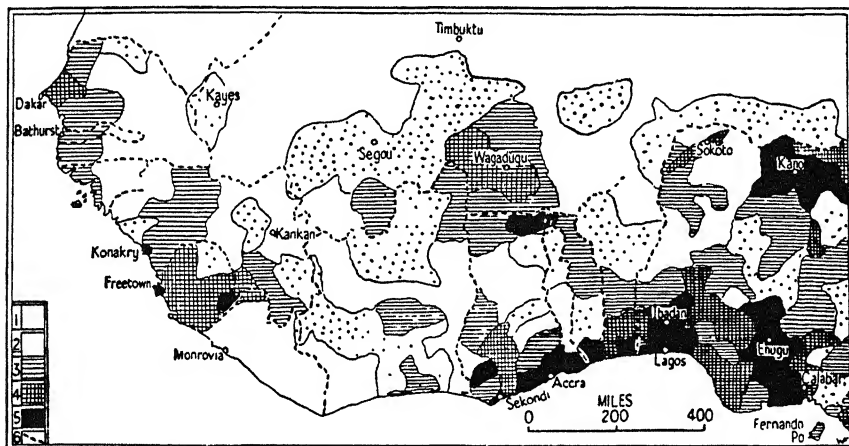 Timbuktu
Dakar
Kayes
Bathurst
Segou
Wagadugu
Sokoto
Kano
Kankan
Konakry
Freetown
Ibadan
Enugu
Monrovia
Lagos
Calabar
Accra
Sekondi
MILES
0 200 400
Fernando
Po
1
2
3
4
5
6